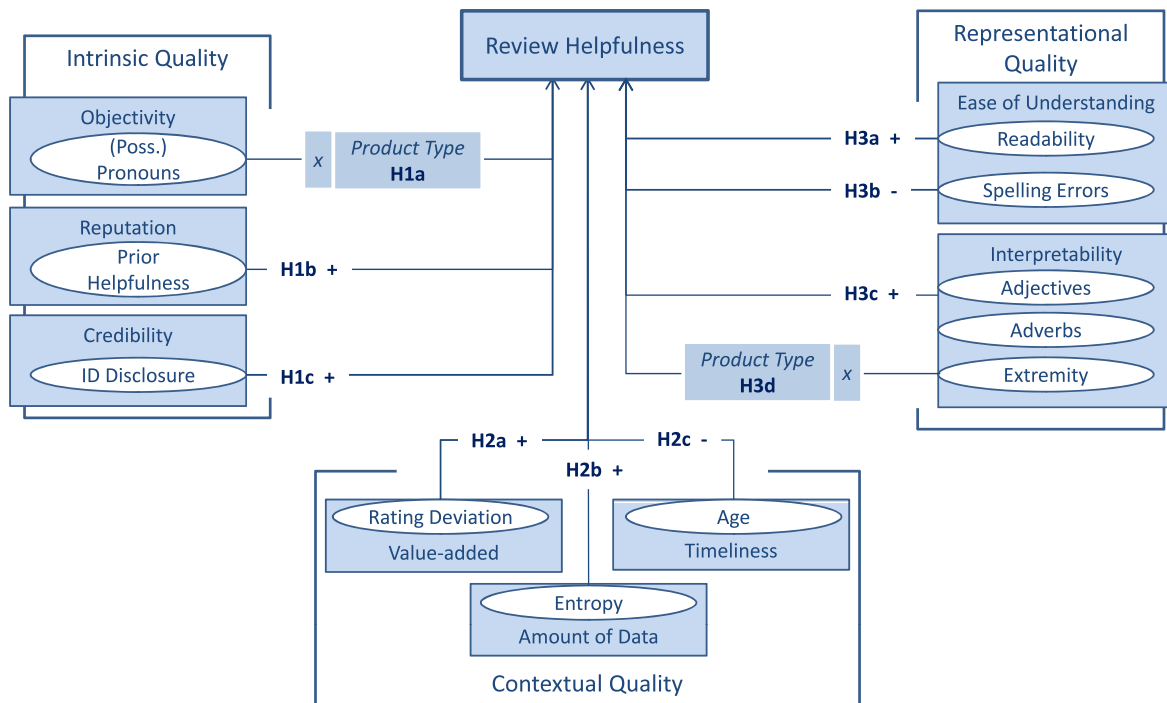 Review Helpfulness
Intrinsic Quality
Objectivity
(Poss.)
Pronouns
x
Product Type
H1a
Reputation
Prior
Helpfulness
H1b +
Credibility
ID Disclosure
H1c +
Representational
Quality
Ease of Understanding
H3a +
Readability
H3b -
Spelling Errors
Interpretability
H3c +
Adjectives
Adverbs
Product Type
H3d
x
Extremity
H2a +
H2c -
H2b +
Rating Deviation
Value-added
Age
Timeliness
Entropy
Amount of Data
Contextual Quality